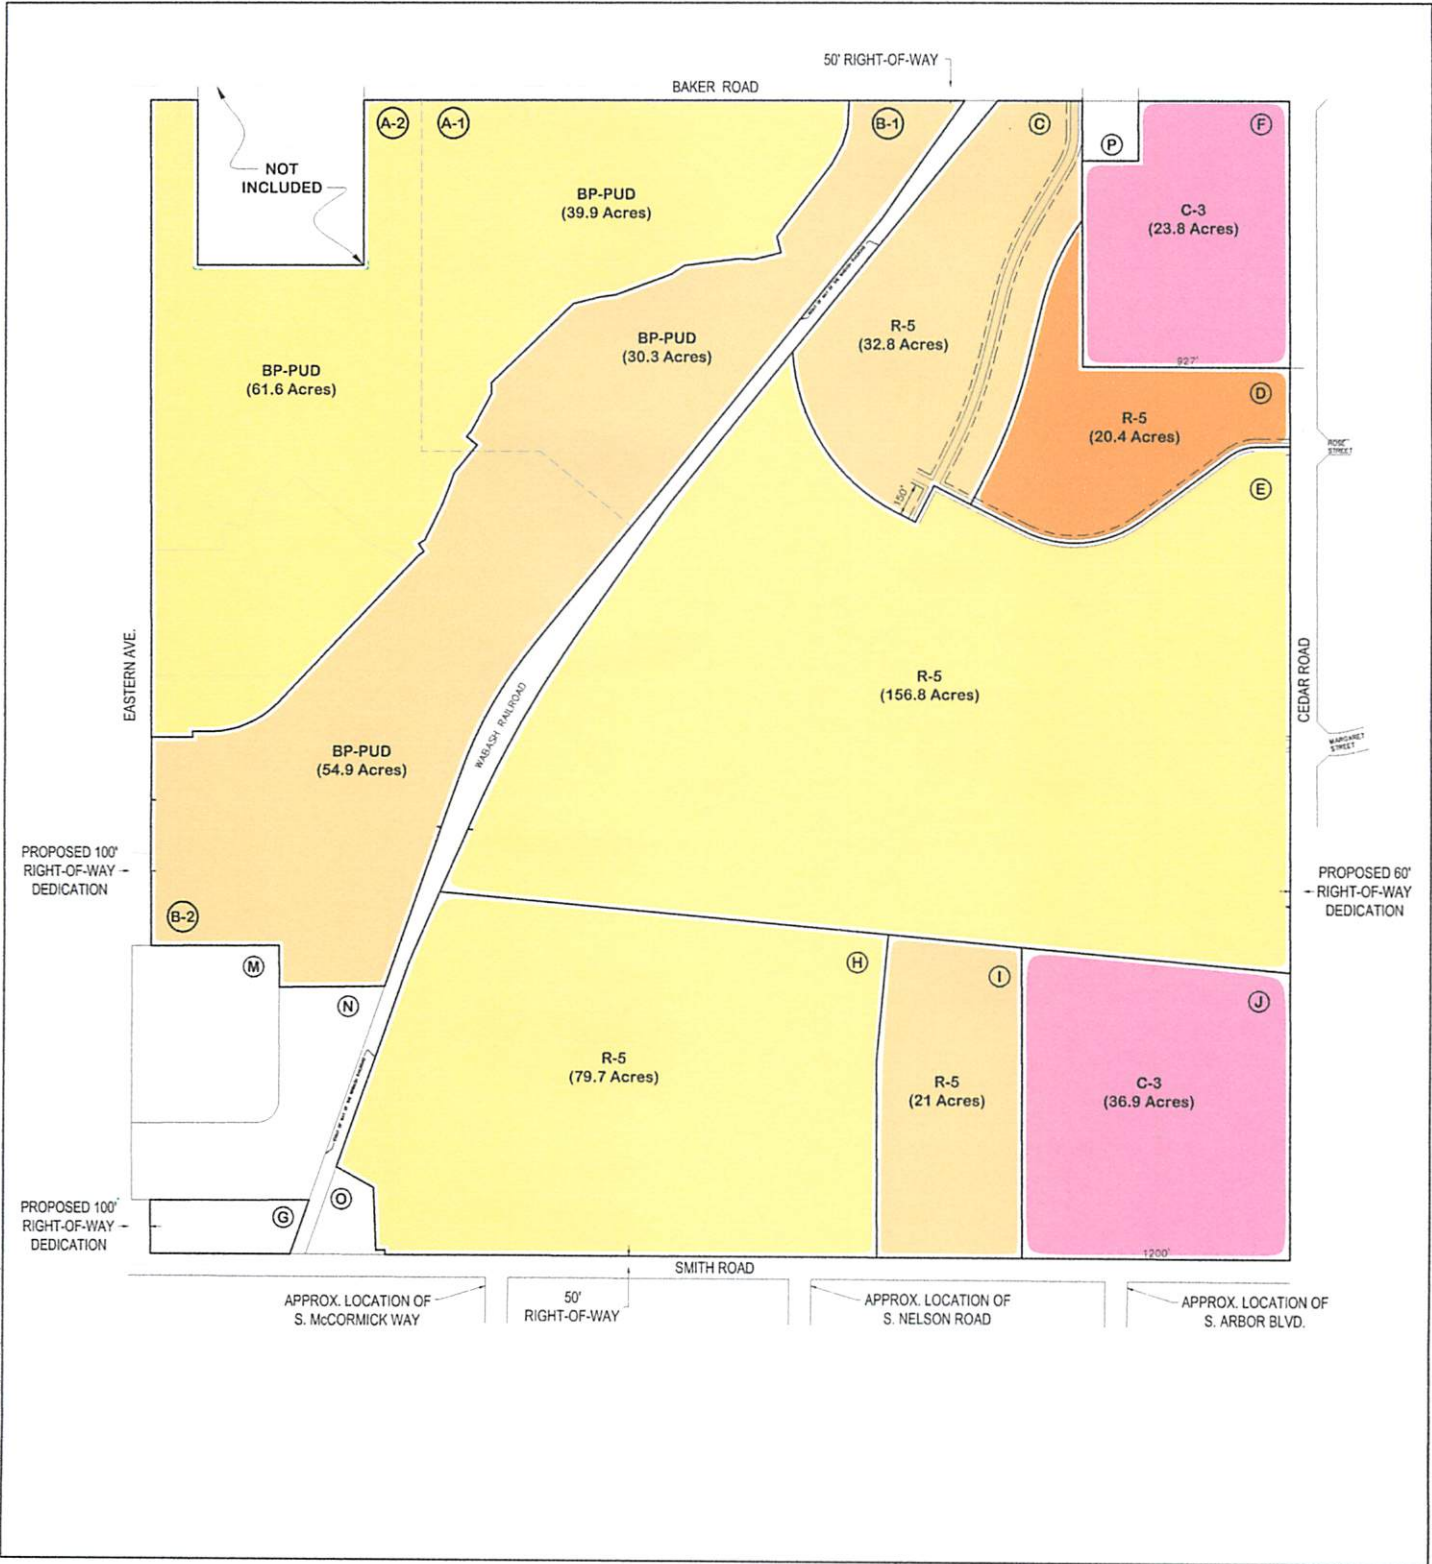 50' RIGHT-OF-WAY
BAKER ROAD
A-2
A-1
B-1
C
P
F
NOT
INCLUDED
BP-PUD
(39.9 Acres)
C-3
(23.8 Acres)
R-5
(32.8 Acres)
BP-PUD
(30.3 Acres)
BP-PUD
(61.6 Acres)
927'
D
R-5
(20.4 Acres)
ROSE
STREET
E
150'
EASTERN AVE.
R-5
(156.8 Acres)
CEDAR ROAD
WABASH RAILROAD
MARGARET
STREET
BP-PUD
(54.9 Acres)
PROPOSED 100'
RIGHT-OF-WAY
DEDICATION
PROPOSED 60'
RIGHT-OF-WAY
DEDICATION
B-2
M
H
I
N
J
R-5
(79.7 Acres)
R-5
(21 Acres)
C-3
(36.9 Acres)
PROPOSED 100'
RIGHT-OF-WAY
DEDICATION
G
O
1200'
SMITH ROAD
APPROX. LOCATION OF
S. McCORMICK WAY
50'
RIGHT-OF-WAY
APPROX. LOCATION OF
S. NELSON ROAD
APPROX. LOCATION OF
S. ARBOR BLVD.